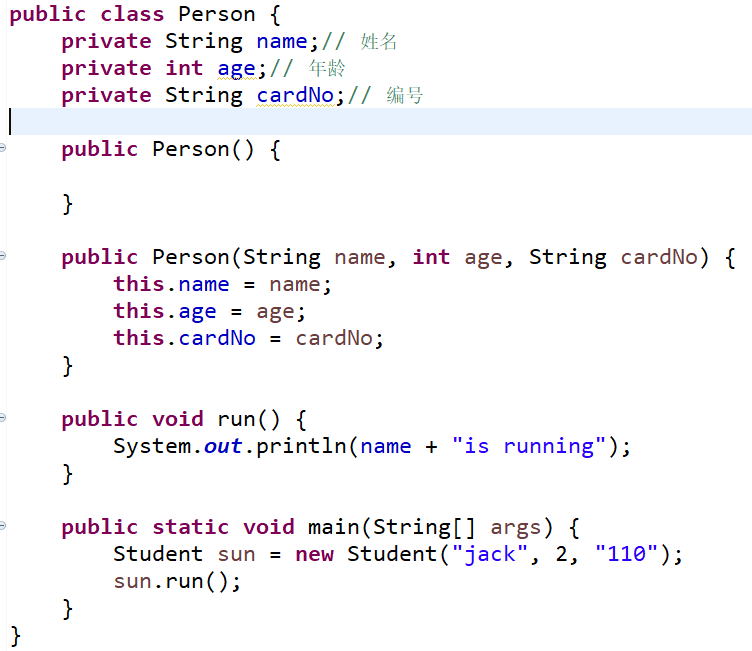 public class Person {
private String name;// 姓名
private int age;// 年龄
private String cardNo;// 编号
public Person() {
}
public Person(String name, int age, String cardNo) {
this.name = name;
this.age = age;
this.cardNo = cardNo;
}
public void run() {
System.out.println(name + "is running");
}
public static void main(String[] args) {
Student sun = new Student("jack", 2, "110");
sun.run();
}
}